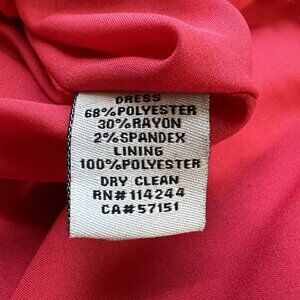 DRESS
68%POLYESTER
30%RAYON
2%SPANDEX
LINING
100%POLYESTER
DRY CLEAN
RN#114244
CA#57151